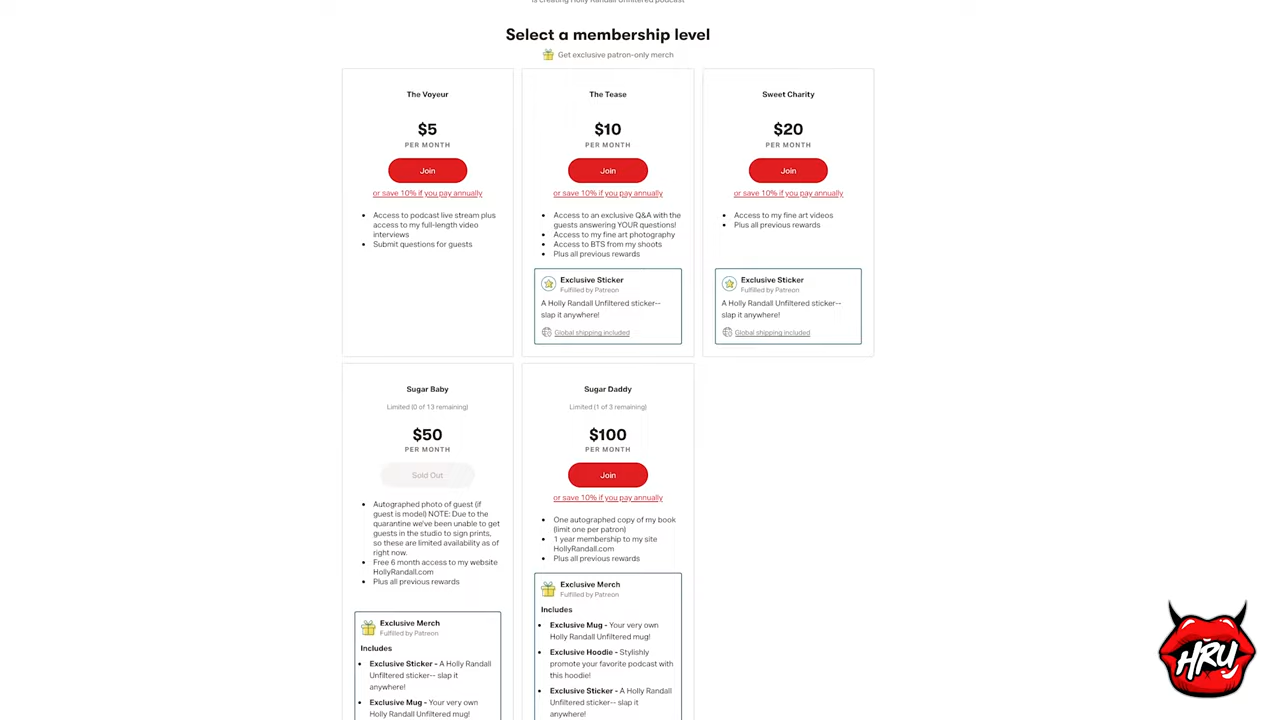 is creating Holly Randall Unfiltered podcast
Select a membership level
Get exclusive patron-only merch
The Voyeur
$5
PER MONTH
Join
or save 10% if you pay annually
Access to podcast live stream plus
access to my full-length video
interviews
Submit questions for guests
The Tease
$10
PER MONTH
Join
or save 10% if you pay annually
Access to an exclusive Q&A with the
guests answering YOUR questions!
Access to my fine art photography
Access to BTS from my shoots
Plus all previous rewards
Exclusive Sticker
Fulfilled by Patreon
A Holly Randall Unfiltered sticker--
slap it anywhere!
Global shipping included
Sweet Charity
$20
PER MONTH
Join
or save 10% if you pay annually
Access to my fine art videos
Plus all previous rewards
Exclusive Sticker
Fulfilled by Patreon
A Holly Randall Unfiltered sticker--
slap it anywhere!
Global shipping included
Sugar Baby
Limited (0 of 13 remaining)
$50
PER MONTH
Sold Out
Autographed photo of guest (if
guest is model) NOTE: Due to the
quarantine we've been unable to get
guests in the studio to sign prints,
so these are limited availability as of
right now.
Free 6 month access to my website
HollyRandall.com
Plus all previous rewards
Exclusive Merch
Fulfilled by Patreon
Includes
Exclusive Sticker - A Holly Randall
Unfiltered sticker-- slap it
anywhere!
Exclusive Mug - Your very own
Holly Randall Unfiltered mug!
Sugar Daddy
Limited (1 of 3 remaining)
$100
PER MONTH
Join
or save 10% if you pay annually
One autographed copy of my book
(limit one per patron)
1 year membership to my site
HollyRandall.com
Plus all previous rewards
Exclusive Merch
Fulfilled by Patreon
Includes
Exclusive Mug - Your very own
Holly Randall Unfiltered mug!
Exclusive Hoodie - Stylishly
promote your favorite podcast with
this hoodie!
Exclusive Sticker - A Holly Randall
Unfiltered sticker-- slap it
anywhere!
HRU